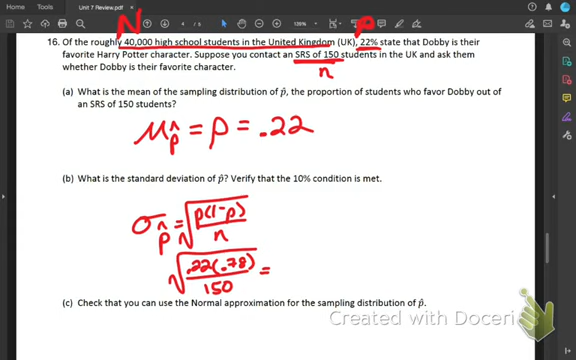 Unit 7 Review.pdf
4 / 6
136%
N
P
16. Of the roughly 40,000 high school students in the United Kingdom (UK), 22% state that Dobby is their
favorite Harry Potter character. Suppose you contact an SRS of 150 students in the UK and ask them
whether Dobby is their favorite character.
n
(a) What is the mean of the sampling distribution of p̂, the proportion of students who favor Dobby out of
an SRS of 150 students?
μp̂ = p = .22
(b) What is the standard deviation of p̂? Verify that the 10% condition is met.
σp̂ = √(p(1-p)/n)
√(.22(.78)/150) =
(c) Check that you can use the Normal approximation for the sampling distribution of p̂.
Created with Doceri